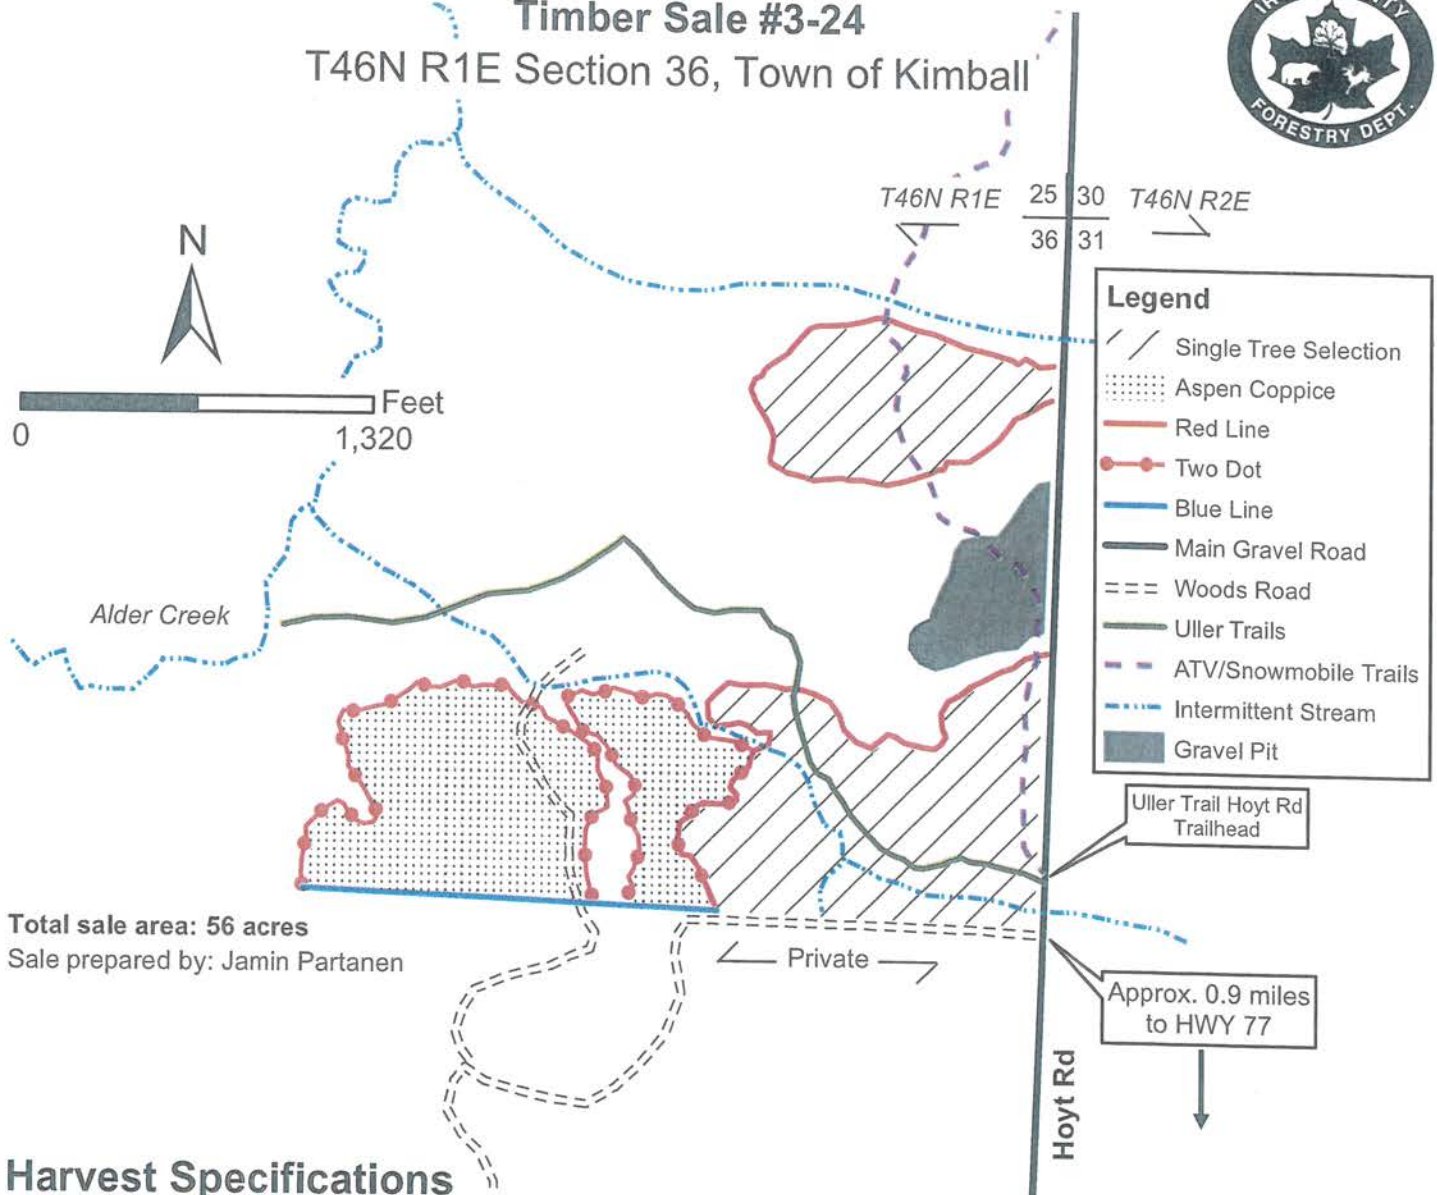 Timber Sale #3-24
T46N R1E Section 36, Town of Kimball
FORESTRY DEPT.
T46N R1E
25
30
T46N R2E
36
31
N
Feet
0
1,320
Legend
Single Tree Selection
Aspen Coppice
Red Line
Two Dot
Blue Line
Main Gravel Road
Woods Road
Uller Trails
ATV/Snowmobile Trails
Intermittent Stream
Gravel Pit
Alder Creek
Uller Trail Hoyt Rd
Trailhead
Total sale area: 56 acres
Sale prepared by: Jamin Partanen
Private
Approx. 0.9 miles
to HWY 77
Hoyt Rd
Harvest Specifications